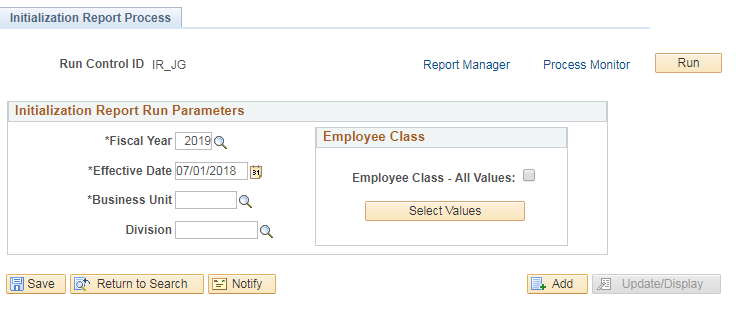 Initialization Report Process
Run Control ID IR_JG Report Manager Process Monitor Run
Initialization Report Run Parameters
*Fiscal Year 2019
Employee Class
*Effective Date 07/01/2018 31
Employee Class - All Values:
*Business Unit
Select Values
Division
Save Return to Search Notify Add Update/Display